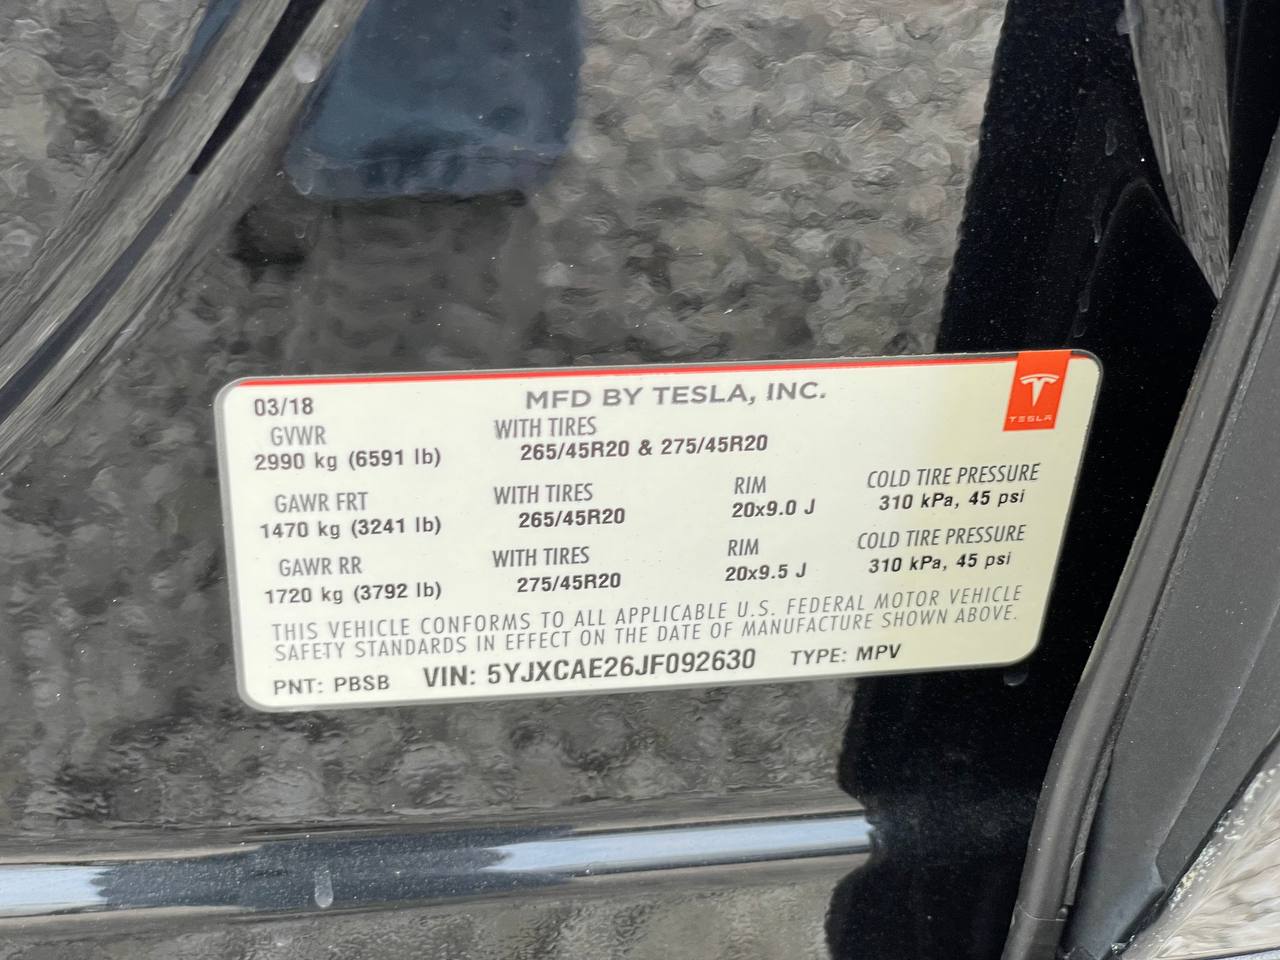 03/18
MFD BY TESLA, INC.
TESLA
GVWR
WITH TIRES
2990 kg (6591 lb)
265/45R20 & 275/45R20
GAWR FRT
WITH TIRES
RIM
COLD TIRE PRESSURE
1470 kg (3241 lb)
265/45R20
20x9.0 J
310 kPa, 45 psi
GAWR RR
WITH TIRES
RIM
COLD TIRE PRESSURE
1720 kg (3792 lb)
275/45R20
20x9.5 J
310 kPa, 45 psi
THIS VEHICLE CONFORMS TO ALL APPLICABLE U.S. FEDERAL MOTOR VEHICLE
SAFETY STANDARDS IN EFFECT ON THE DATE OF MANUFACTURE SHOWN ABOVE.
PNT: PBSB VIN: 5YJXCAE26JF092630 TYPE: MPV